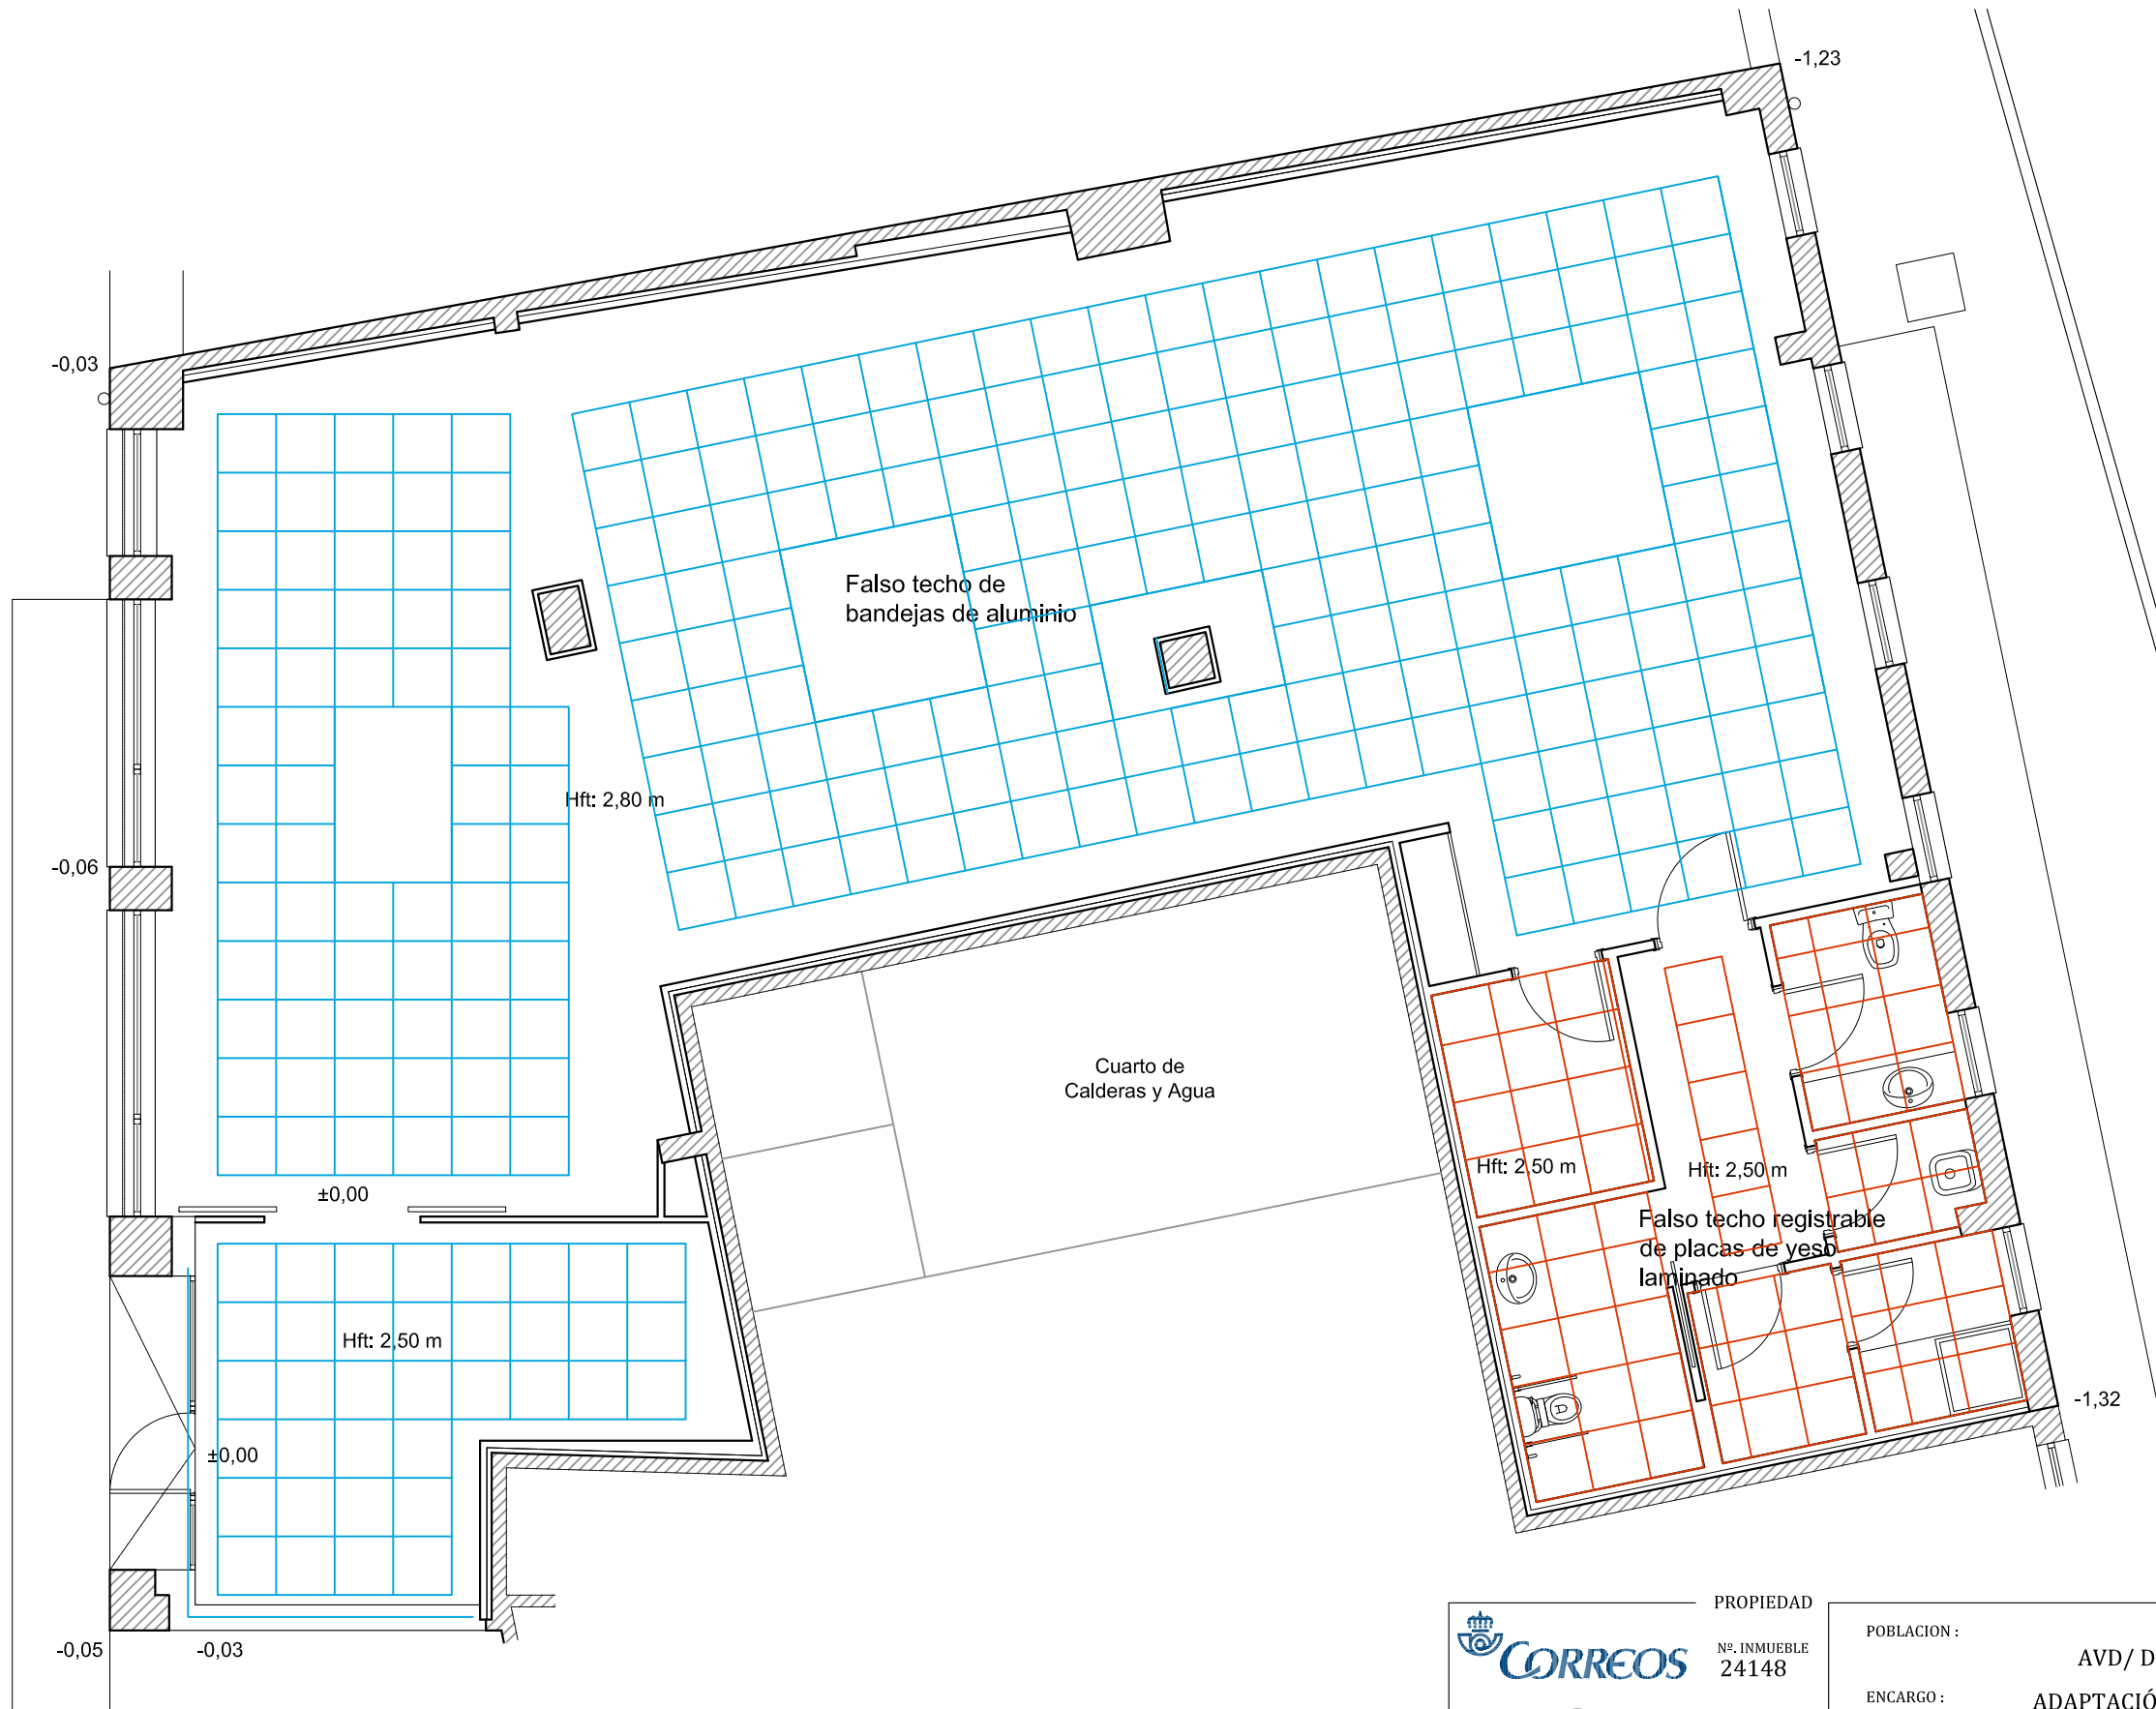 -1,23
-0,03
Falso techo de
bandejas de aluminio
Hft: 2,80 m
-0,06
Cuarto de
Calderas y Agua
Hft: 2,50 m
Hft: 2,50 m
±0,00
Falso techo registrable
de placas de yeso
laminado
Hft: 2,50 m
-1,32
±0,00
-0,05
-0,03
PROPIEDAD
CORREOS
Nº. INMUEBLE
24148
POBLACION :
AVD/ D
ENCARGO :
ADAPTACIÓ